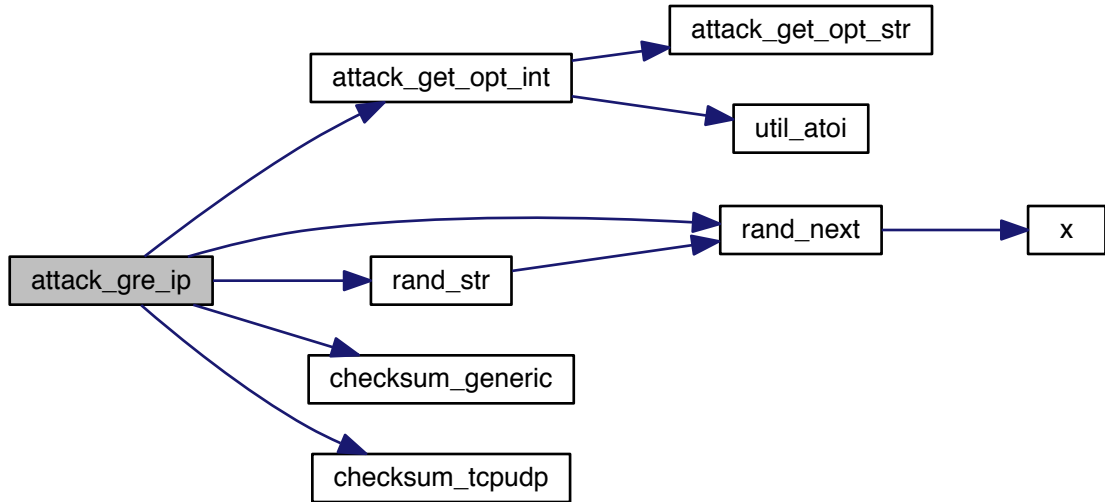 attack_get_opt_str
attack_get_opt_int
util_atoi
rand_next
x
attack_gre_ip
rand_str
checksum_generic
checksum_tcpudp